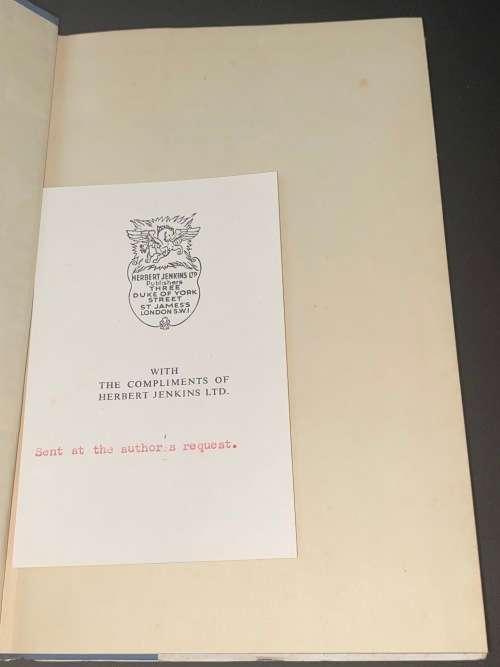 HERBERT JENKINS LTD
Publishers
THREE
DUKE OF YORK
STREET
ST. JAMES'S
LONDON S.W.1
WITH
THE COMPLIMENTS OF
HERBERT JENKINS LTD.
Sent at the author's request.